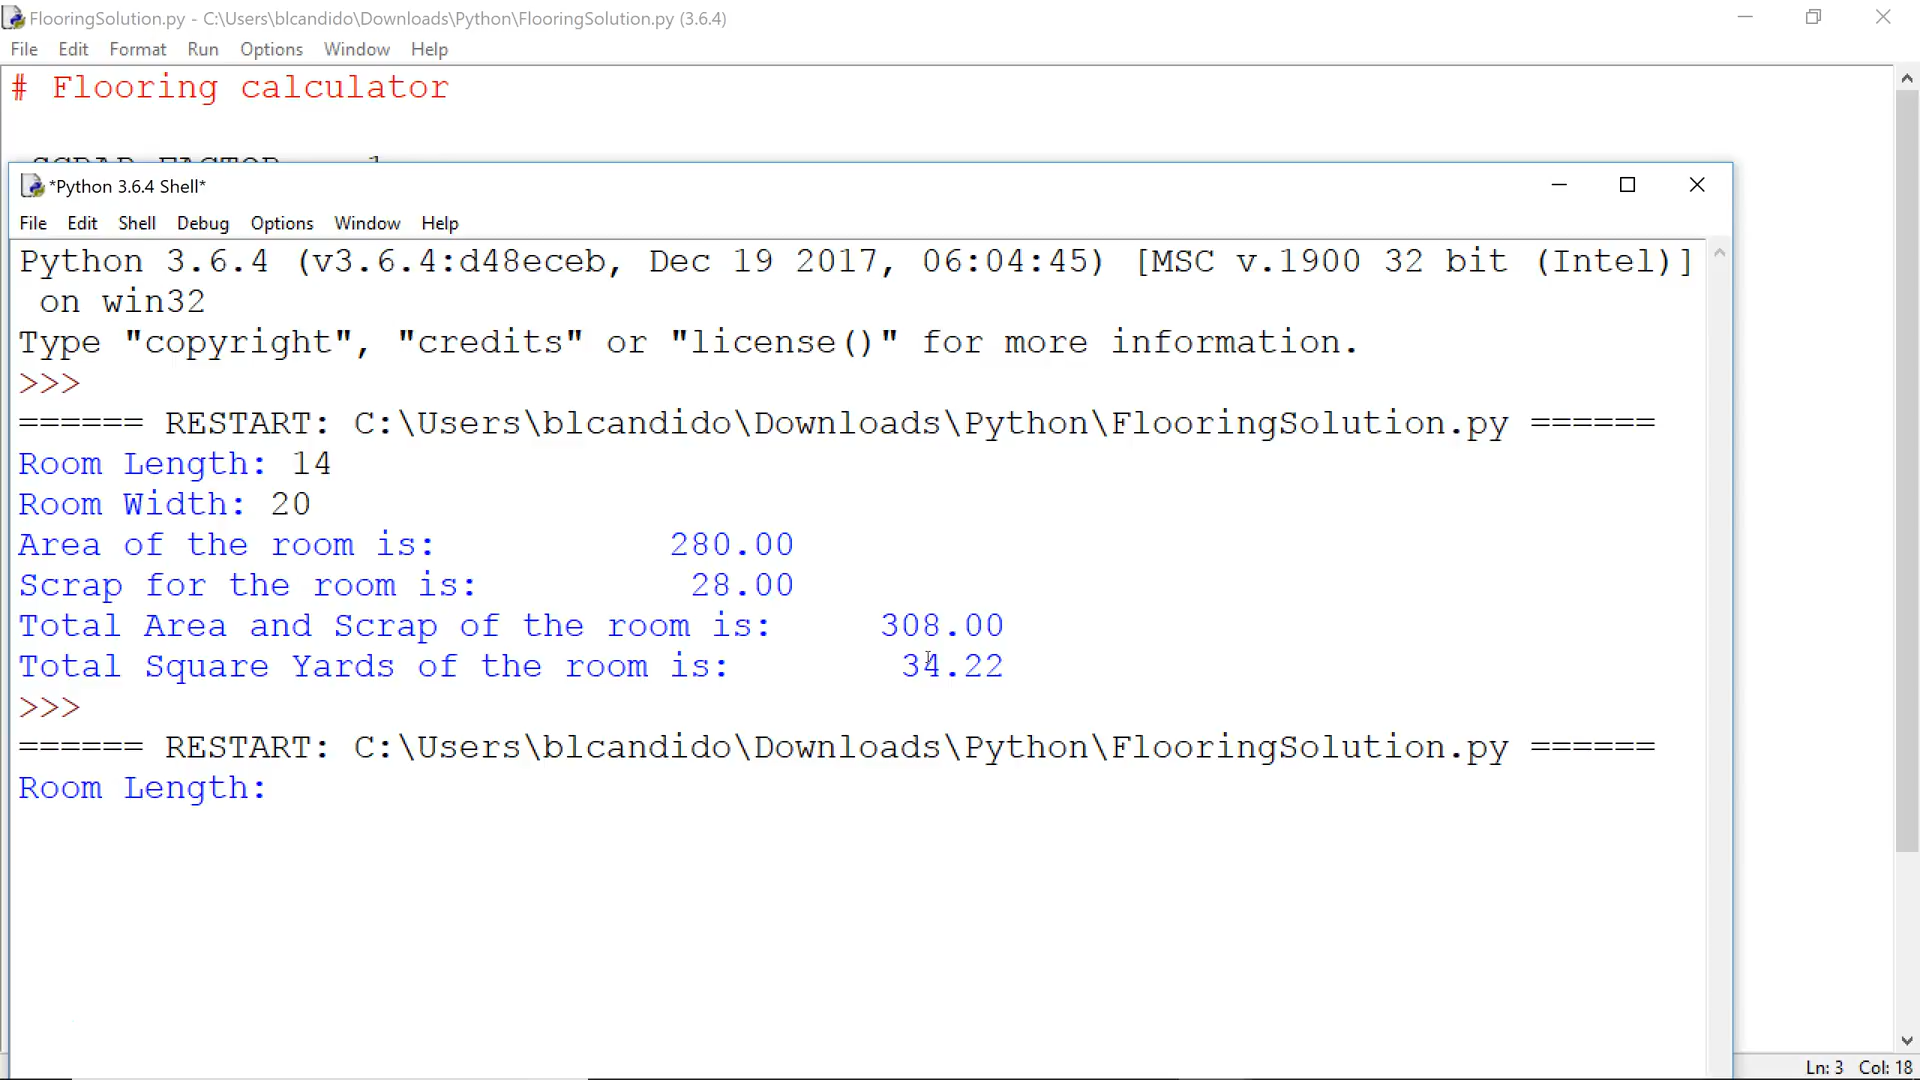 FlooringSolution.py - C:\Users\blcandido\Downloads\Python\FlooringSolution.py (3.6.4)
File Edit Format Run Options Window Help
# Flooring calculator
SCRAP_FACTOR = .1
*Python 3.6.4 Shell*
File Edit Shell Debug Options Window Help
Python 3.6.4 (v3.6.4:d48eceb, Dec 19 2017, 06:04:45) [MSC v.1900 32 bit (Intel)]
on win32
Type "copyright", "credits" or "license()" for more information.
>>>
====== RESTART: C:\Users\blcandido\Downloads\Python\FlooringSolution.py ======
Room Length: 14
Room Width: 20
Area of the room is: 280.00
Scrap for the room is: 28.00
Total Area and Scrap of the room is: 308.00
Total Square Yards of the room is: 34.22
>>>
====== RESTART: C:\Users\blcandido\Downloads\Python\FlooringSolution.py ======
Room Length:
Ln: 3 Col: 18